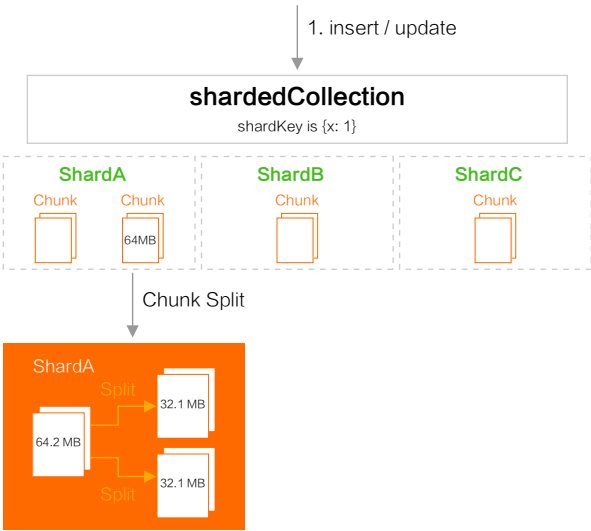 1. insert / update
shardedCollection
shardKey is {x: 1}
ShardA
ShardB
ShardC
Chunk
Chunk
Chunk
Chunk
64MB
Chunk Split
ShardA
Split
32.1 MB
64.2 MB
32.1 MB
Split